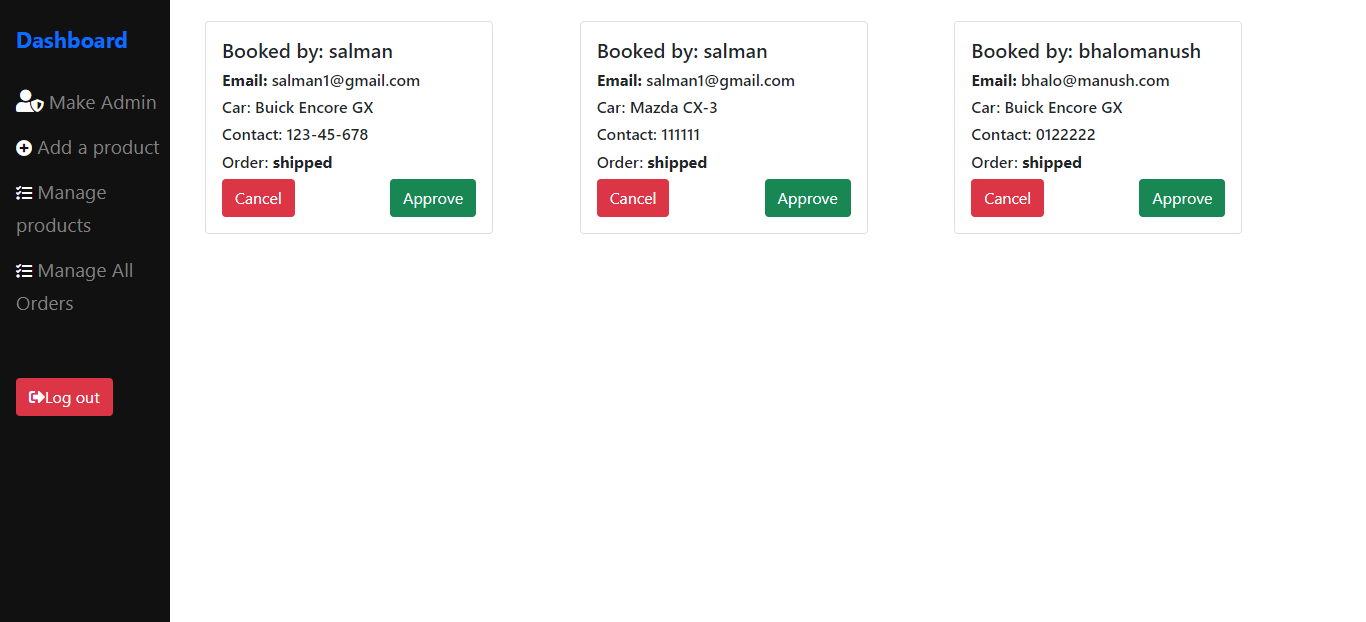 Dashboard
Make Admin
Add a product
Manage
products
Manage All
Orders
Log out
Booked by: salman
Email: salman1@gmail.com
Car: Buick Encore GX
Contact: 123-45-678
Order: shipped
Cancel
Approve
Booked by: salman
Email: salman1@gmail.com
Car: Mazda CX-3
Contact: 111111
Order: shipped
Cancel
Approve
Booked by: bhalomanush
Email: bhalo@manush.com
Car: Buick Encore GX
Contact: 0122222
Order: shipped
Cancel
Approve